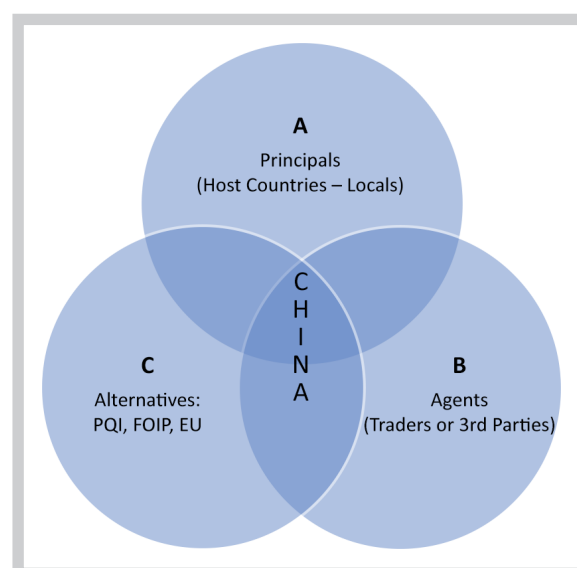 A
Principals
(Host Countries – Locals)
C
H
I
N
A
C
Alternatives:
PQI, FOIP, EU
B
Agents
(Traders or 3rd Parties)